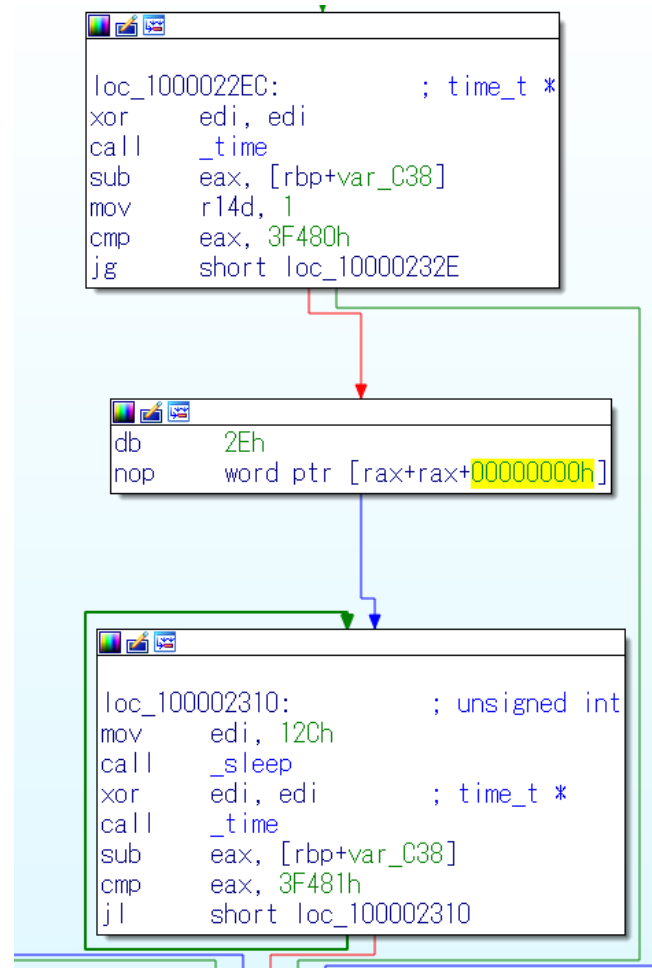 loc_1000022EC: ; time_t *
xor edi, edi
call _time
sub eax, [rbp+var_C38]
mov r14d, 1
cmp eax, 3F480h
jg short loc_10000232E
db 2Eh
nop word ptr [rax+rax+00000000h]
loc_100002310: ; unsigned int
mov edi, 12Ch
call _sleep
xor edi, edi ; time_t *
call _time
sub eax, [rbp+var_C38]
cmp eax, 3F481h
jl short loc_100002310